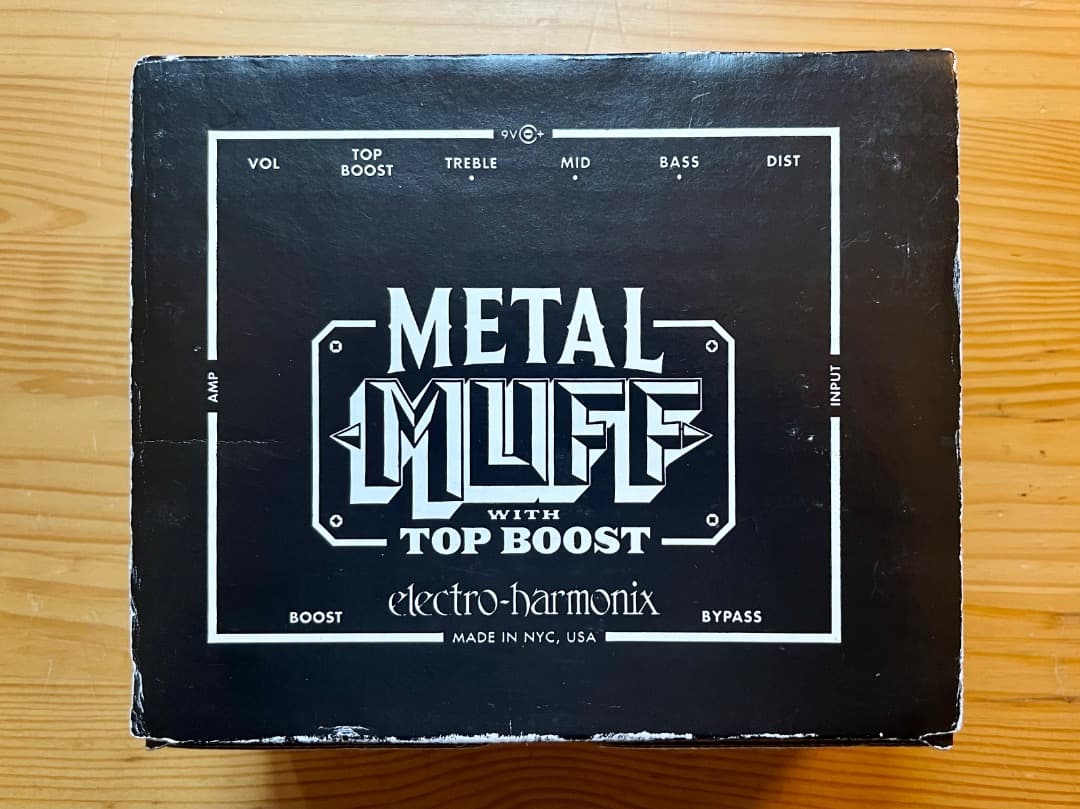 9V +
VOL TOP BOOST TREBLE MID BASS DIST
AMP
INPUT
METAL
MUFF
WITH
TOP BOOST
electro-harmonix
BOOST
BYPASS
MADE IN NYC, USA